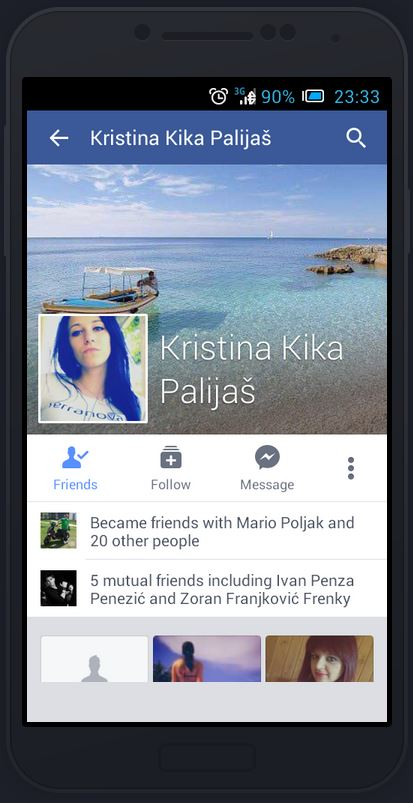 3G 90% 23:33
Kristina Kika Palijaš
Kristina Kika
Palijaš
Friends Follow Message
Became friends with Mario Poljak and
20 other people
5 mutual friends including Ivan Penza
Penezić and Zoran Franjković Frenky